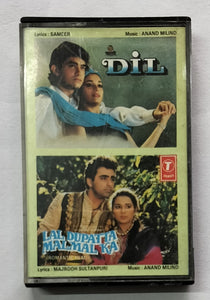 Lyrics : SAMEER Music : ANAND MILIND
DIL
T
LAL DUPATTA
MALMAL KA
Lyrics : MAJROOH SULTANPURI Music : ANAND MILIND